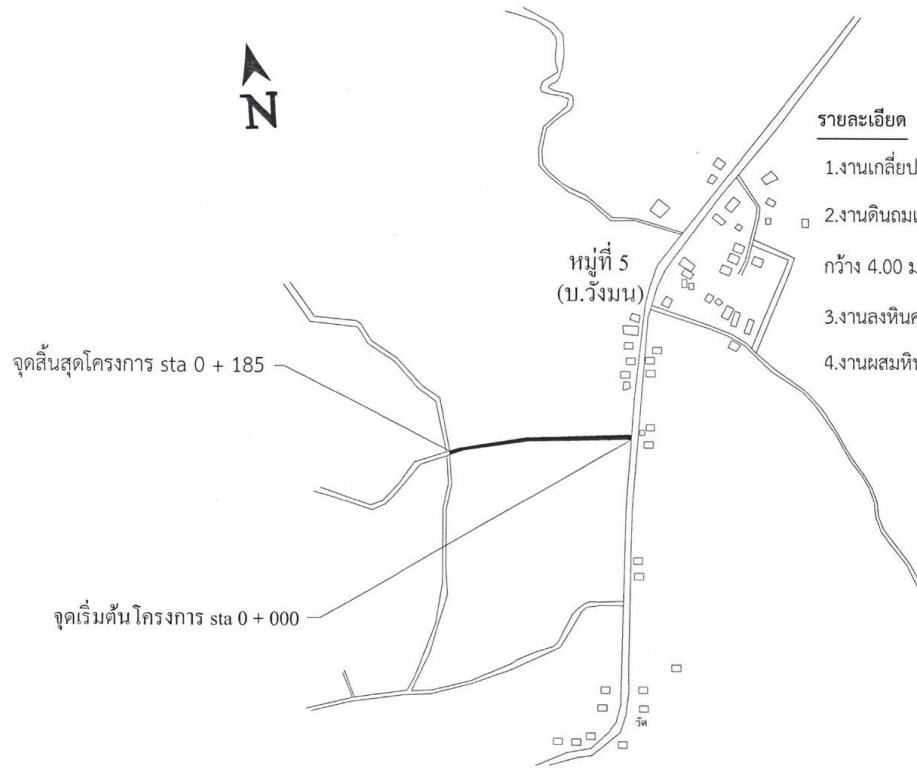 N
รายละเอียด
1.งานเกลี่ยป
2.งานดินถม
กว้าง 4.00 ม
3.งานลงหิน
4.งานผสมหิ
หมู่ที่ 5
(บ.วังมน)
จุดสิ้นสุดโครงการ sta 0 + 185
จุดเริ่มต้นโครงการ sta 0 + 000
วัด